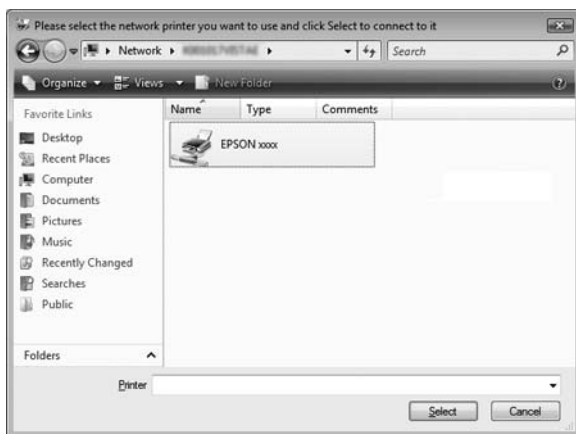 Please select the network printer you want to use and click Select to connect to it
Network
Search
Organize Views New Folder
Favorite Links
Desktop
Recent Places
Computer
Documents
Pictures
Music
Recently Changed
Searches
Public
Folders
Name Type Comments
EPSON xxxx
Printer
Select Cancel